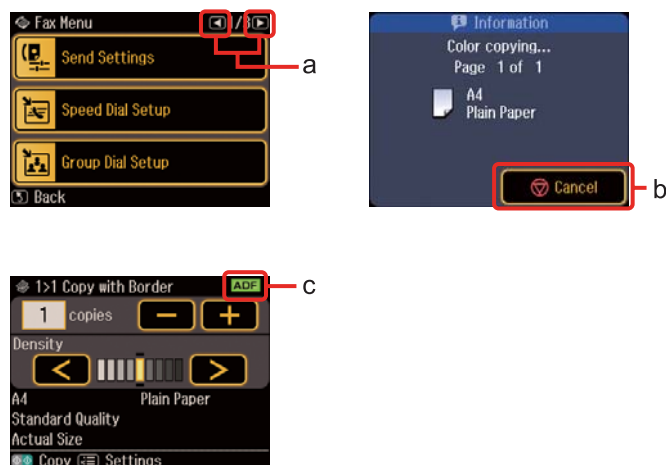 Fax Menu 1/3
Send Settings
a
Speed Dial Setup
Group Dial Setup
Back
Information
Color copying...
Page 1 of 1
A4
Plain Paper
Cancel
b
1>1 Copy with Border ADF
c
1 copies − +
Density
< >
A4 Plain Paper
Standard Quality
Actual Size
Copy Settings